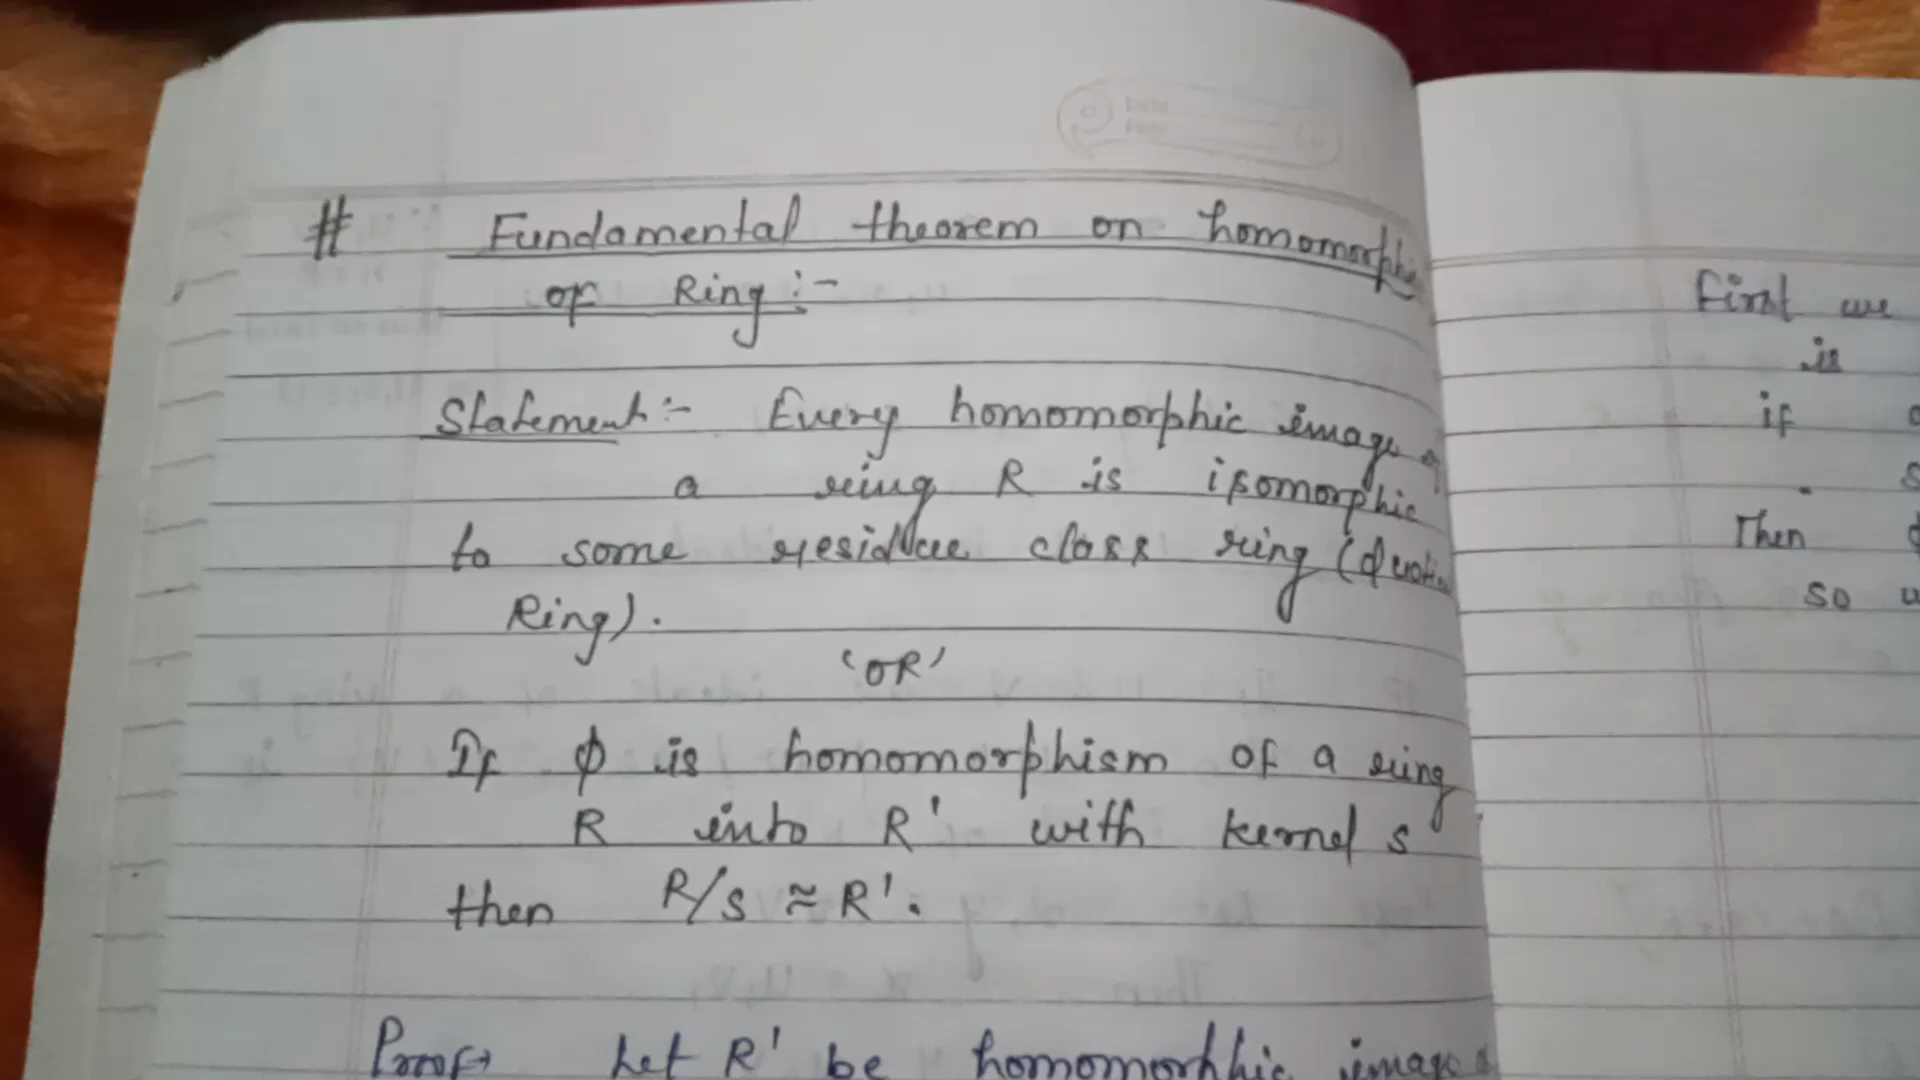 # Fundamental theorem on homomorphi
of Ring :-
Statement :- Every homomorphic image of
a ring R is isomorphic
to some residue class ring (Quotin
Ring).
'OR'
If ϕ is homomorphism of a ring
R into R' with kernel s
then R/s ≈ R'.
Proof→ Let R' be homomorphic image
First we
is
if
Then
so